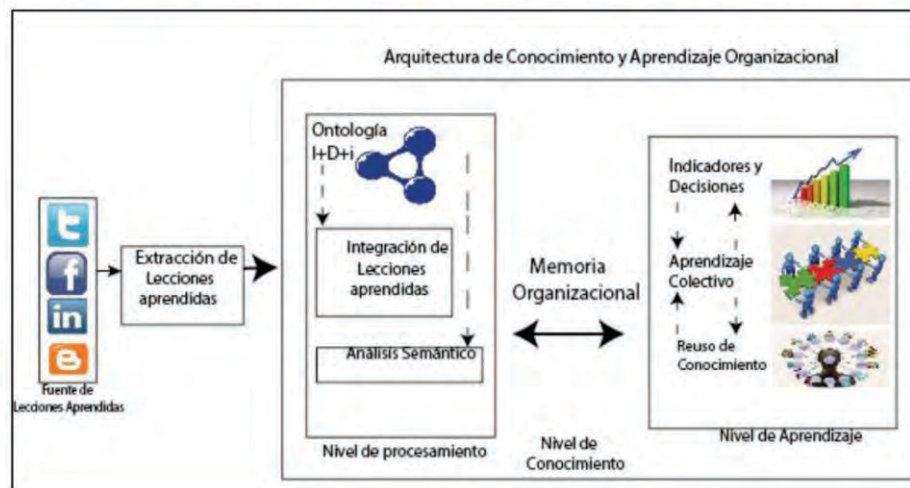 Arquitectura de Conocimiento y Aprendizaje Organizacional
Ontología
I+D+i
Integración de
Lecciones
aprendidas
Análisis Semántico
Nivel de procesamiento
t
f
in
B
Fuente de
Lecciones Aprendidas
Extracción de
Lecciones
aprendidas
Memoria
Organizacional
Nivel de
Conocimiento
Indicadores y
Decisiones
Aprendizaje
Colectivo
Reuso de
Conocimiento
Nivel de Aprendizaje